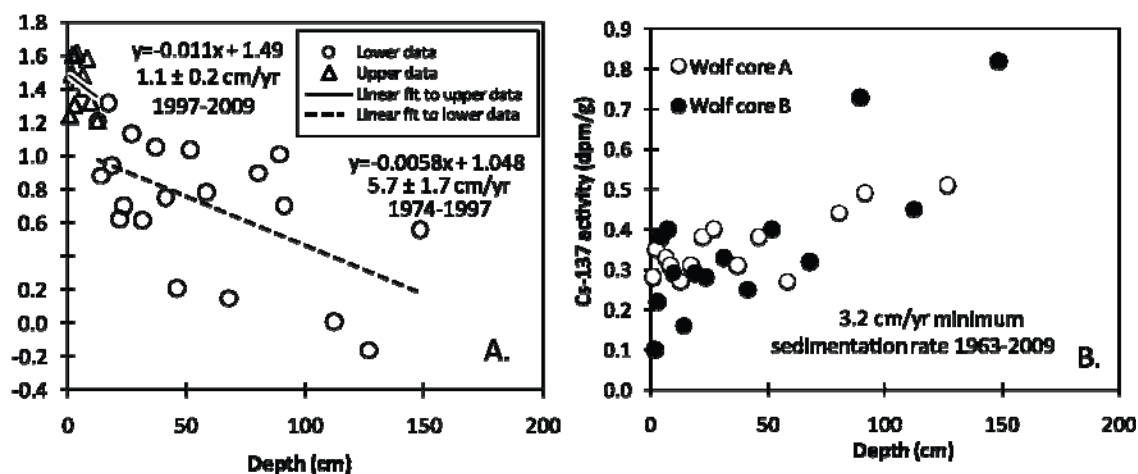 1.8
1.6
1.4
1.2
1.0
0.8
0.6
0.4
0.2
0.0
-0.2
-0.4
0
50
100
150
200
Depth (cm)
y=-0.011x + 1.49
1.1 ± 0.2 cm/yr
1997-2009
Lower data
Upper data
Linear fit to upper data
Linear fit to lower data
y=-0.0058x + 1.048
5.7 ± 1.7 cm/yr
1974-1997
A.
Cs-137 activity (dpm/g)
0.9
0.8
0.7
0.6
0.5
0.4
0.3
0.2
0.1
0.0
0
50
100
150
200
Depth (cm)
Wolf core A
Wolf core B
3.2 cm/yr minimum
sedimentation rate 1963-2009
B.